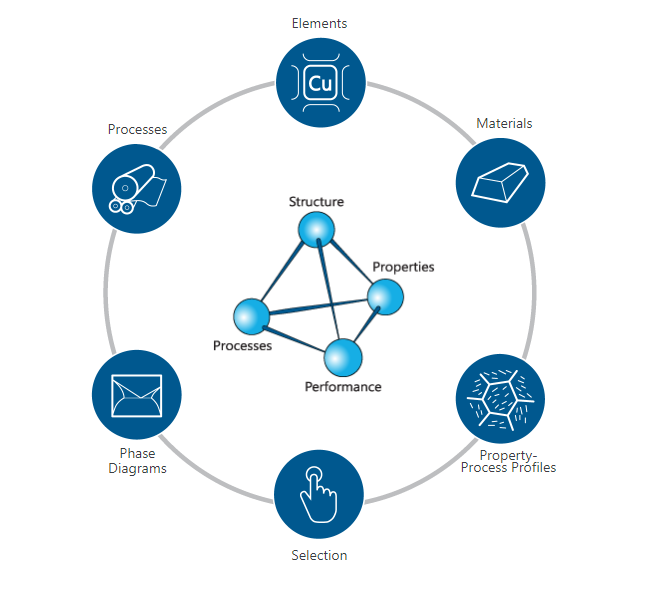 Elements
Cu
Processes
Materials
Structure
Properties
Processes
Performance
Phase
Diagrams
Property-
Process Profiles
Selection